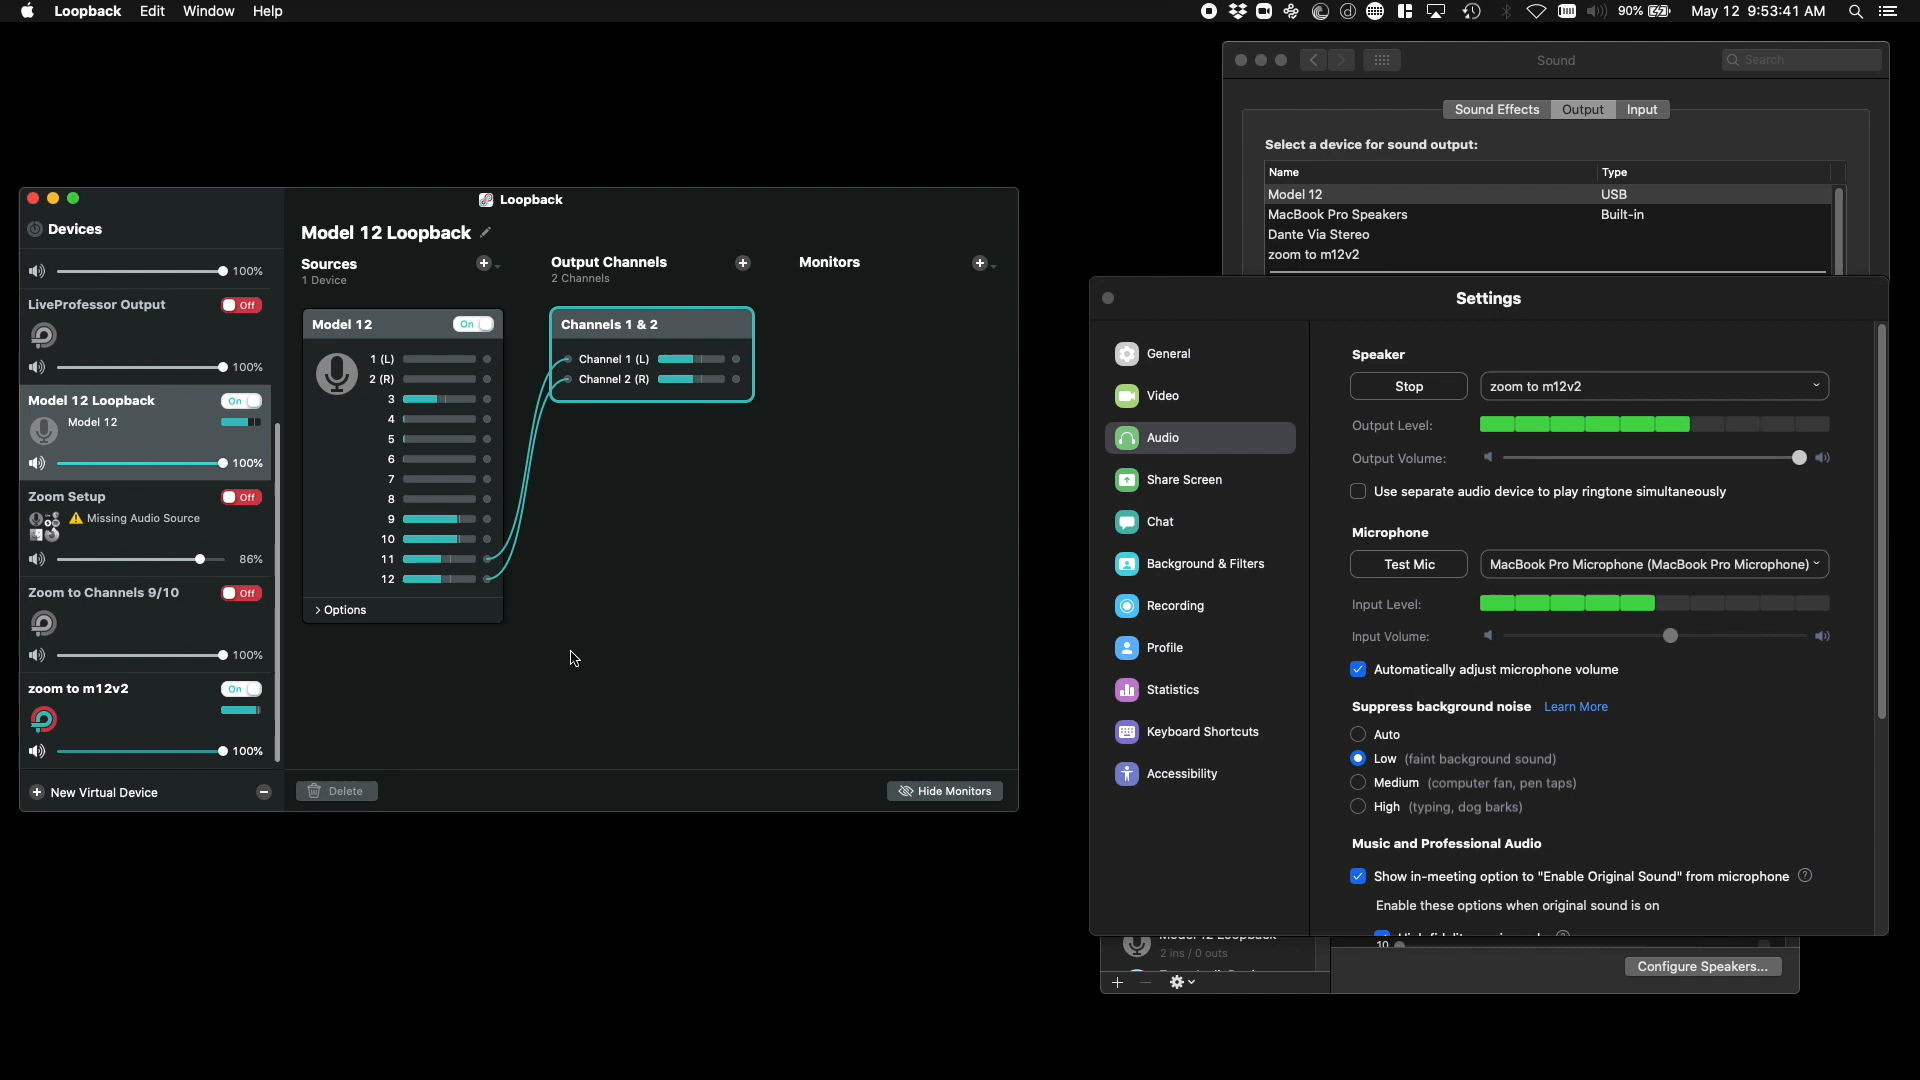 Loopback Edit Window Help
90% May 12 9:53:41 AM
Sound
Search
Sound Effects Output Input
Select a device for sound output:
Name Type
Model 12 USB
MacBook Pro Speakers Built-in
Dante Via Stereo
zoom to m12v2
Loopback
Devices
100%
LiveProfessor Output Off
100%
Model 12 Loopback On
Model 12
100%
Zoom Setup Off
Missing Audio Source
86%
Zoom to Channels 9/10 Off
100%
zoom to m12v2 On
100%
New Virtual Device
Model 12 Loopback
Sources
1 Device
Output Channels
2 Channels
Monitors
Model 12 On
1 (L)
2 (R)
3
4
5
6
7
8
9
10
11
12
> Options
Channels 1 & 2
Channel 1 (L)
Channel 2 (R)
Delete
Hide Monitors
Settings
General
Video
Audio
Share Screen
Chat
Background & Filters
Recording
Profile
Statistics
Keyboard Shortcuts
Accessibility
Speaker
Stop zoom to m12v2
Output Level:
Output Volume:
Use separate audio device to play ringtone simultaneously
Microphone
Test Mic MacBook Pro Microphone (MacBook Pro Microphone)
Input Level:
Input Volume:
Automatically adjust microphone volume
Suppress background noise Learn More
Auto
Low (faint background sound)
Medium (computer fan, pen taps)
High (typing, dog barks)
Music and Professional Audio
Show in-meeting option to "Enable Original Sound" from microphone ?
Enable these options when original sound is on
10
2 ins / 0 outs
Configure Speakers...